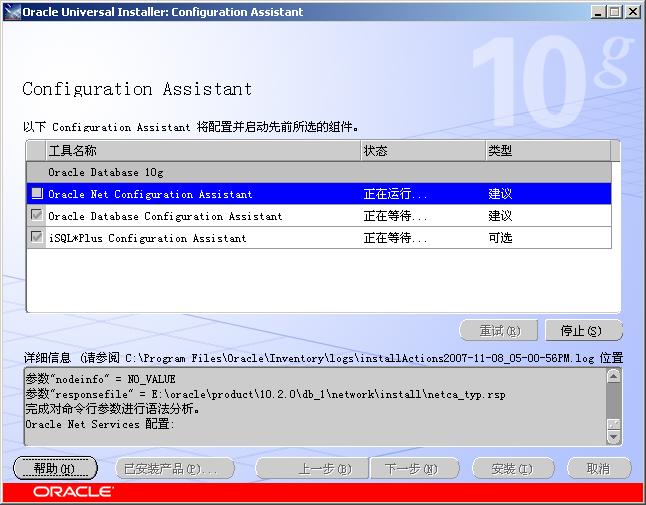 Oracle Universal Installer: Configuration Assistant
10g
Configuration Assistant
以下 Configuration Assistant 将配置并启动先前所选的组件。
工具名称 状态 类型
Oracle Database 10g
Oracle Net Configuration Assistant 正在运行... 建议
Oracle Database Configuration Assistant 正在等待... 建议
iSQL*Plus Configuration Assistant 正在等待... 可选
重试(R) 停止(S)
详细信息 (请参阅 C:\Program Files\Oracle\Inventory\logs\installActions2007-11-08_05-00-56PM.log 位置
参数"nodeinfo" = NO_VALUE
参数"responsefile" = E:\oracle\product\10.2.0\db_1\network\install\netca_typ.rsp
完成对命令行参数进行语法分析。
Oracle Net Services 配置:
帮助(H) 已安装产品(P)... 上一步(B) 下一步(N) 安装(I) 取消
ORACLE